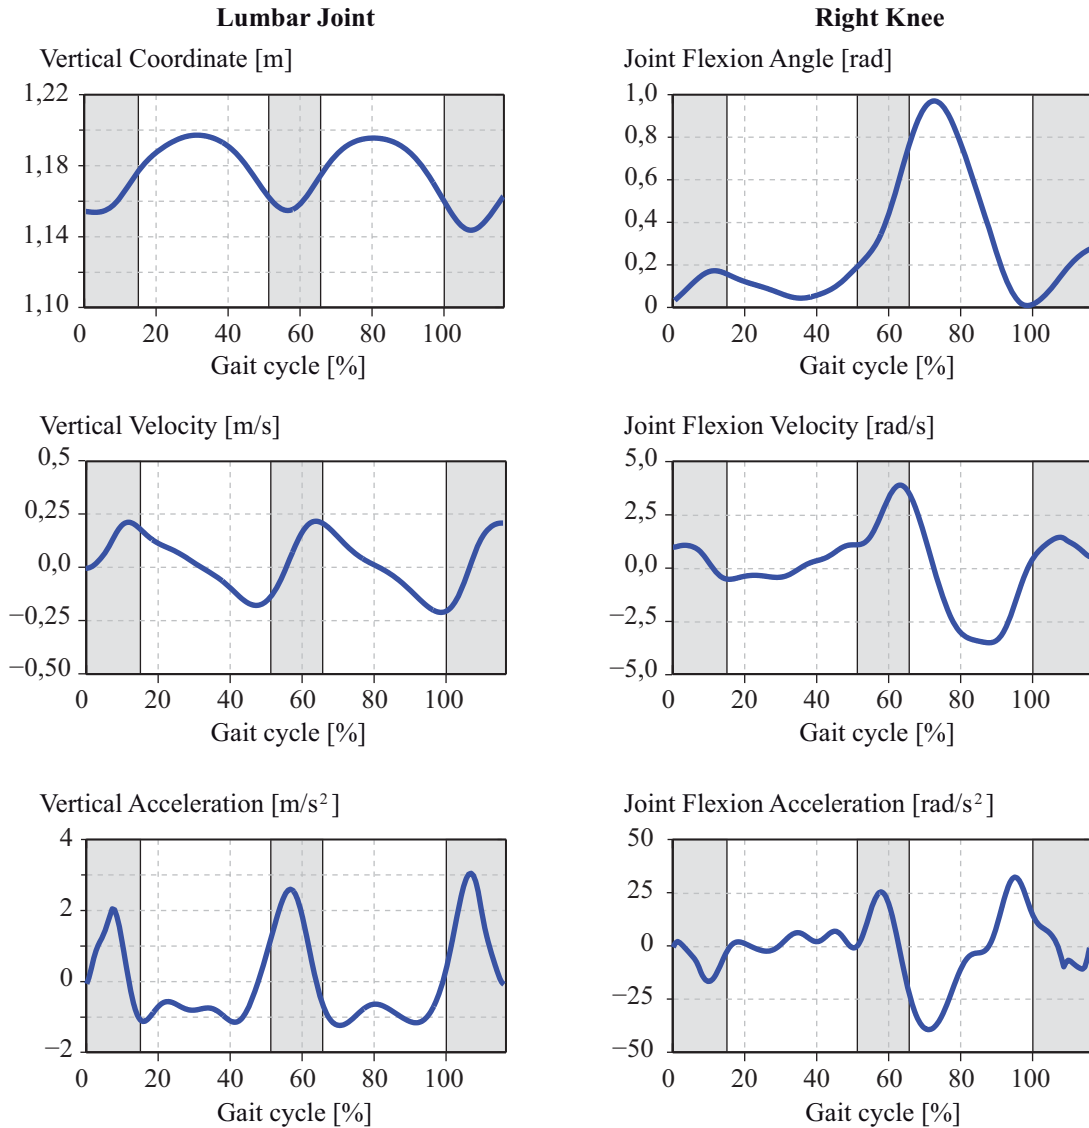 Lumbar Joint
Vertical Coordinate [m]
1,22
1,18
1,14
1,10
0 20 40 60 80 100
Gait cycle [%]
Vertical Velocity [m/s]
0,5
0,25
0,0
−0,25
−0,50
0 20 40 60 80 100
Gait cycle [%]
Vertical Acceleration [m/s²]
4
2
0
−2
0 20 40 60 80 100
Gait cycle [%]
Right Knee
Joint Flexion Angle [rad]
1,0
0,8
0,6
0,4
0,2
0
0 20 40 60 80 100
Gait cycle [%]
Joint Flexion Velocity [rad/s]
5,0
2,5
0,0
−2,5
−5,0
0 20 40 60 80 100
Gait cycle [%]
Joint Flexion Acceleration [rad/s²]
50
25
0
−25
−50
0 20 40 60 80 100
Gait cycle [%]